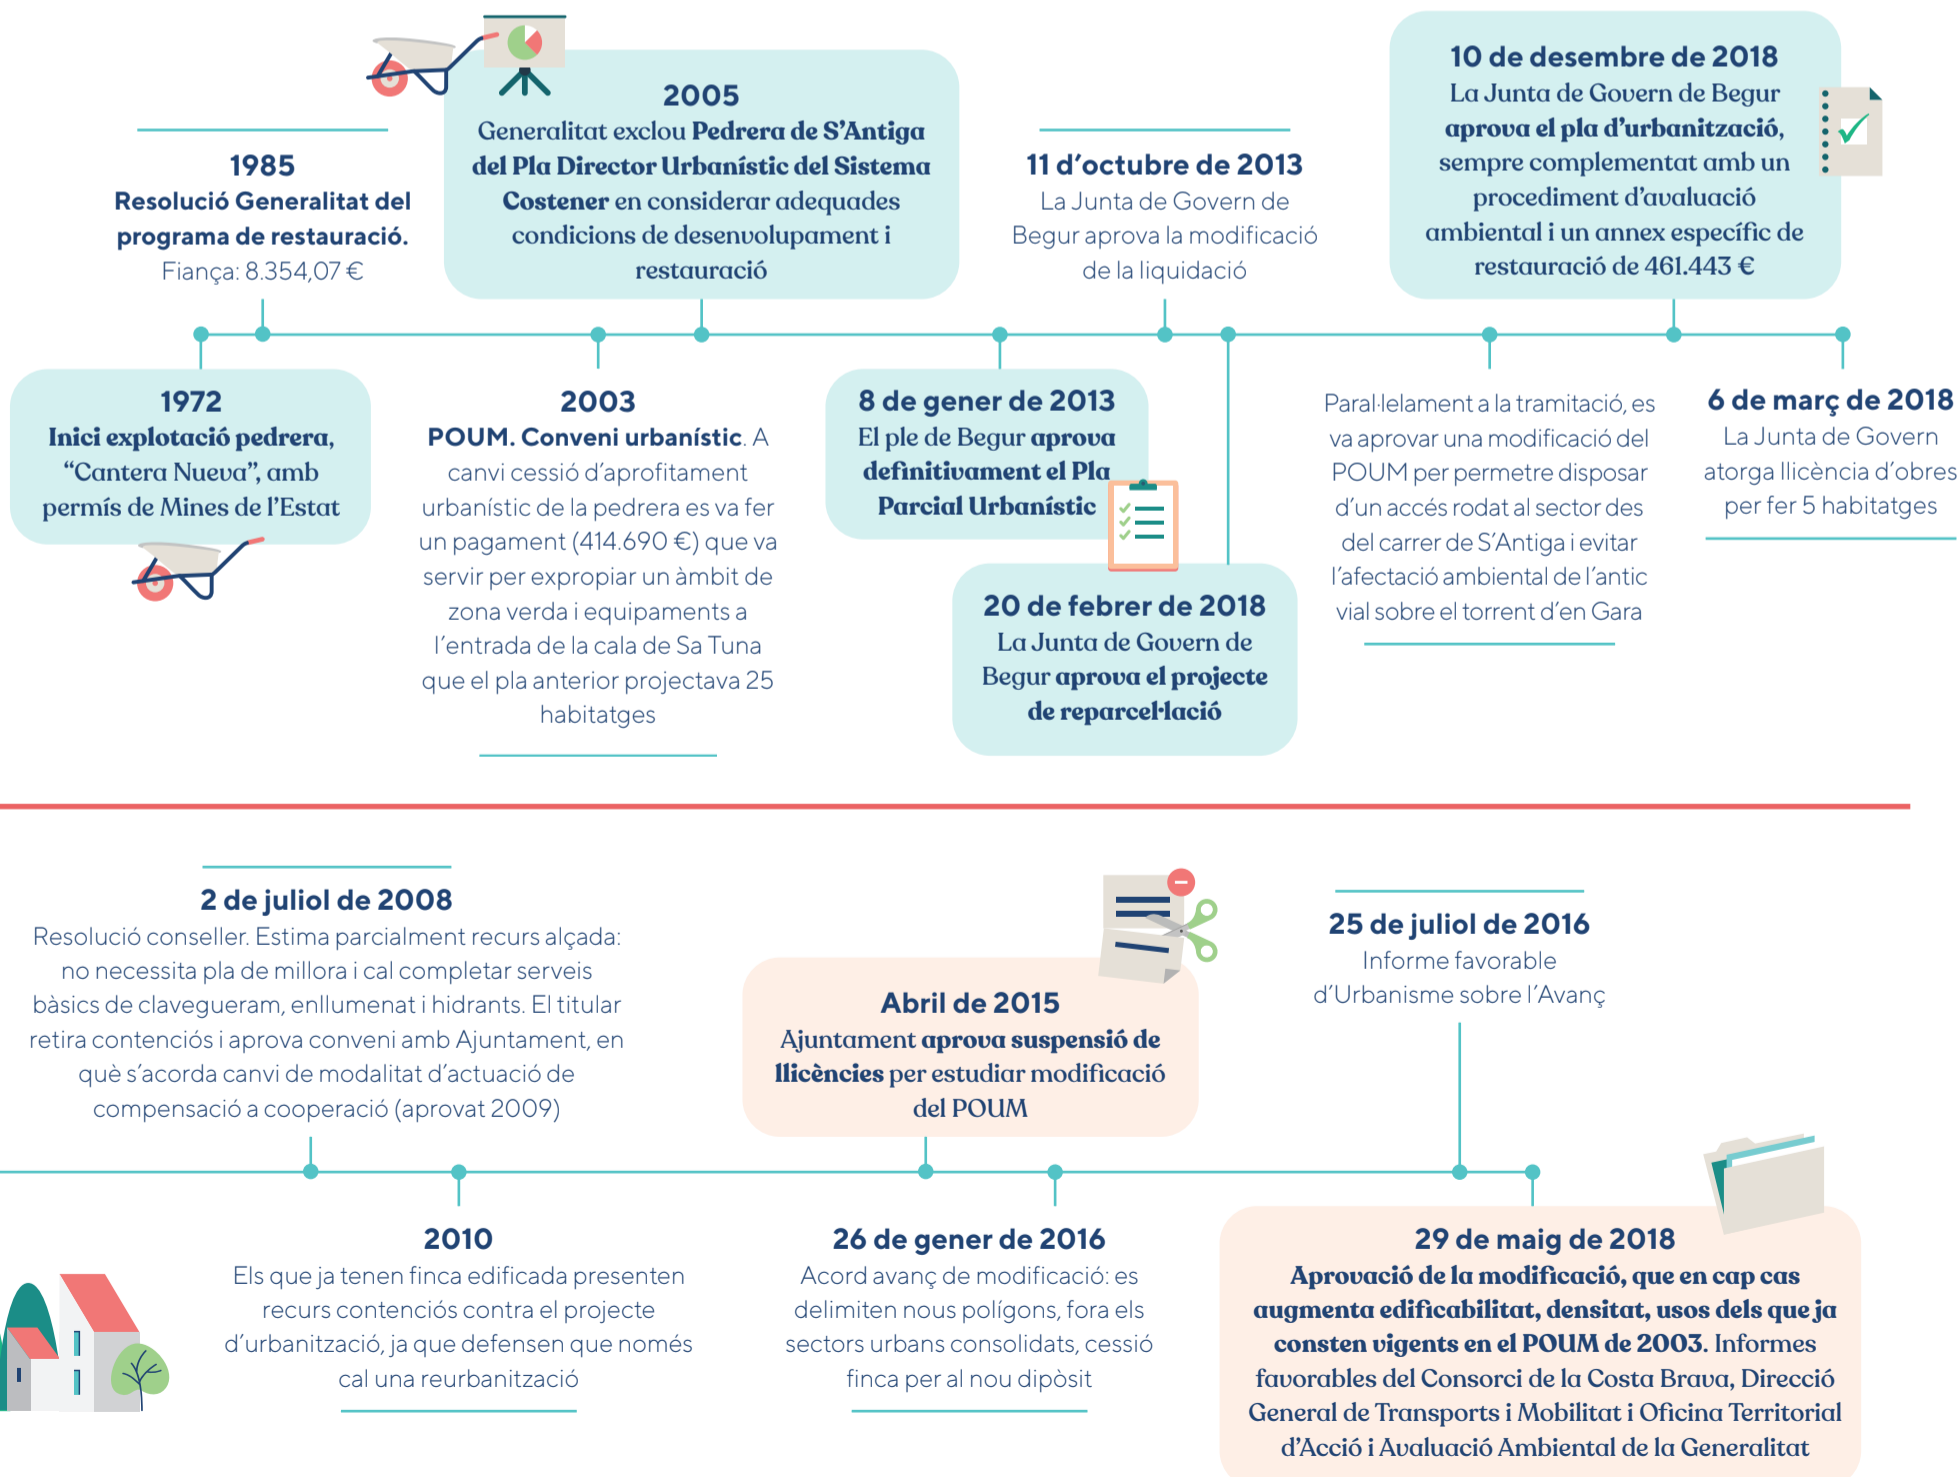 1985
Resolució Generalitat del
programa de restauració.
Fiança: 8.354,07 €
2005
Generalitat exclou Pedrera de S’Antiga
del Pla Director Urbanístic del Sistema
Costener en considerar adequades
condicions de desenvolupament i
restauració
11 d’octubre de 2013
La Junta de Govern de
Begur aprova la modificació
de la liquidació
10 de desembre de 2018
La Junta de Govern de Begur
aprova el pla d’urbanització,
sempre complementat amb un
procediment d’avaluació
ambiental i un annex específic de
restauració de 461.443 €
1972
Inici explotació pedrera,
“Cantera Nueva”, amb
permís de Mines de l’Estat
2003
POUM. Conveni urbanístic. A
canvi cessió d’aprofitament
urbanístic de la pedrera es va fer
un pagament (414.690 €) que va
servir per expropiar un àmbit de
zona verda i equipaments a
l’entrada de la cala de Sa Tuna
que el pla anterior projectava 25
habitatges
8 de gener de 2013
El ple de Begur aprova
definitivament el Pla
Parcial Urbanístic
20 de febrer de 2018
La Junta de Govern de
Begur aprova el projecte
de reparcel·lació
Paral·lelament a la tramitació, es
va aprovar una modificació del
POUM per permetre disposar
d’un accés rodat al sector des
del carrer de S’Antiga i evitar
l’afectació ambiental de l’antic
vial sobre el torrent d’en Gara
6 de març de 2018
La Junta de Govern
atorga llicència d’obres
per fer 5 habitatges
2 de juliol de 2008
Resolució conseller. Estima parcialment recurs alçada:
no necessita pla de millora i cal completar serveis
bàsics de clavegueram, enllumenat i hidrants. El titular
retira contenciós i aprova conveni amb Ajuntament, en
què s’acorda canvi de modalitat d’actuació de
compensació a cooperació (aprovat 2009)
Abril de 2015
Ajuntament aprova suspensió de
llicències per estudiar modificació
del POUM
25 de juliol de 2016
Informe favorable
d’Urbanisme sobre l’Avanç
2010
Els que ja tenen finca edificada presenten
recurs contenciós contra el projecte
d’urbanització, ja que defensen que només
cal una reurbanització
26 de gener de 2016
Acord avanç de modificació: es
delimiten nous polígons, fora els
sectors urbans consolidats, cessió
finca per al nou dipòsit
29 de maig de 2018
Aprovació de la modificació, que en cap cas
augmenta edificabilitat, densitat, usos dels que ja
consten vigents en el POUM de 2003. Informes
favorables del Consorci de la Costa Brava, Direcció
General de Transports i Mobilitat i Oficina Territorial
d’Acció i Avaluació Ambiental de la Generalitat